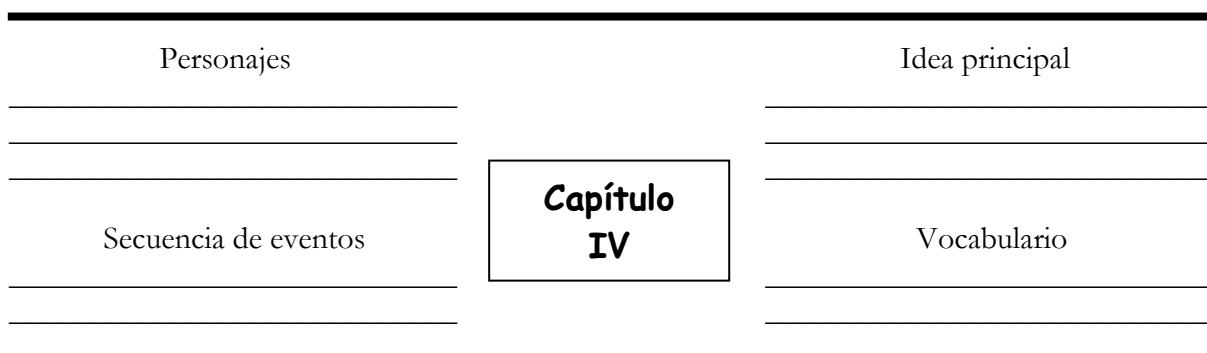 Personajes
Idea principal
Capítulo
IV
Secuencia de eventos
Vocabulario